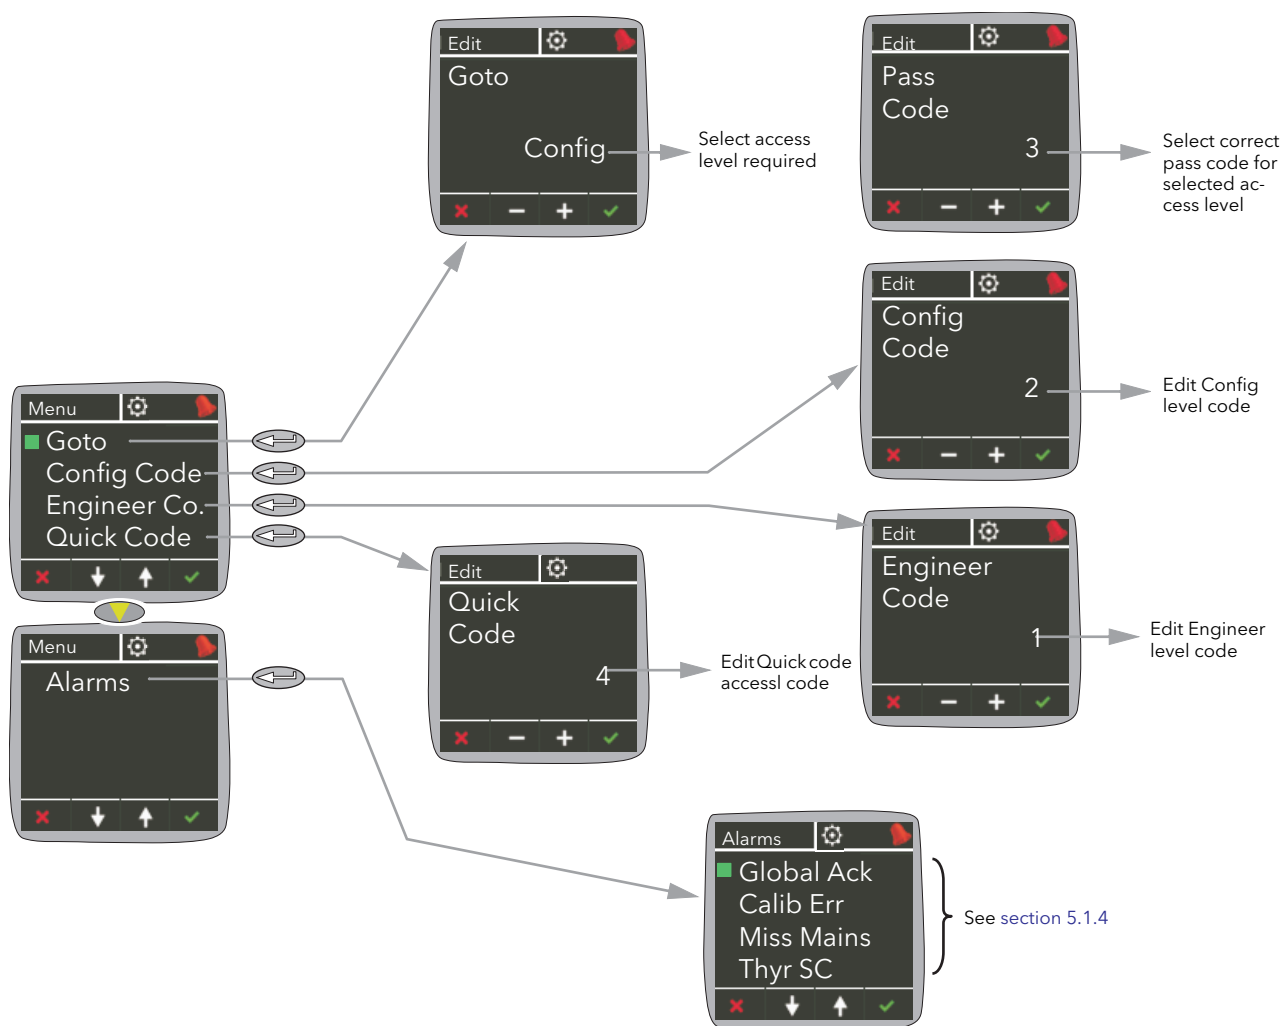 Edit
Goto
Config
Select access
level required
Edit
Pass
Code
3
Select correct
pass code for
selected ac-
cess level
Edit
Config
Code
2
Edit Config
level code
Menu
Goto
Config Code
Engineer Co.
Quick Code
Edit
Engineer
Code
1
Edit Engineer
level code
Edit
Quick
Code
4
Edit Quick code
accessl code
Menu
Alarms
Alarms
Global Ack
Calib Err
Miss Mains
Thyr SC
See section 5.1.4